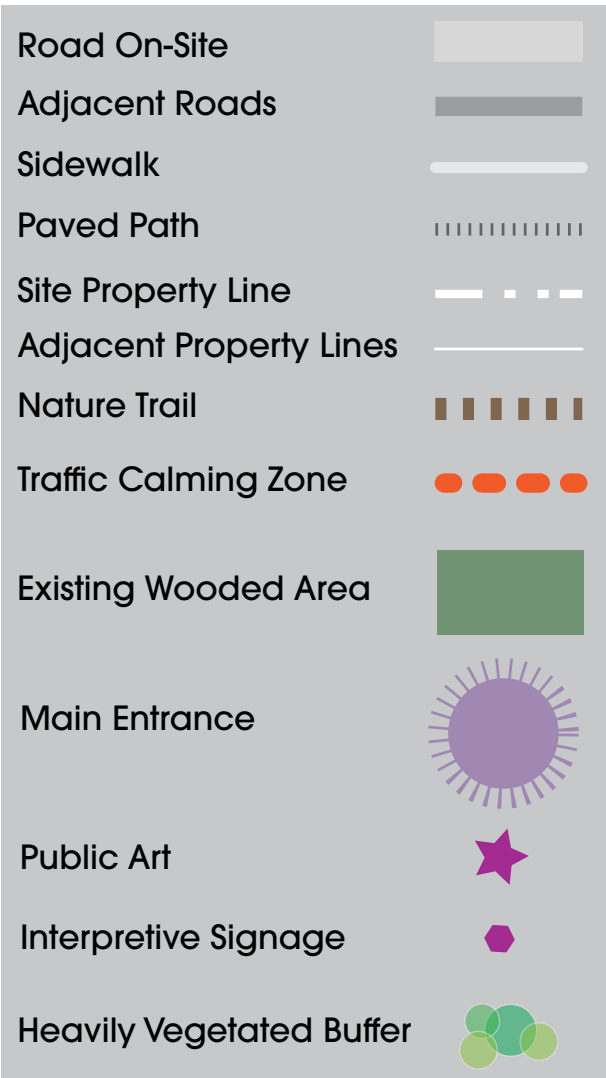 Road On-Site
Adjacent Roads
Sidewalk
Paved Path
Site Property Line
Adjacent Property Lines
Nature Trail
Traffic Calming Zone
Existing Wooded Area
Main Entrance
Public Art
Interpretive Signage
Heavily Vegetated Buffer